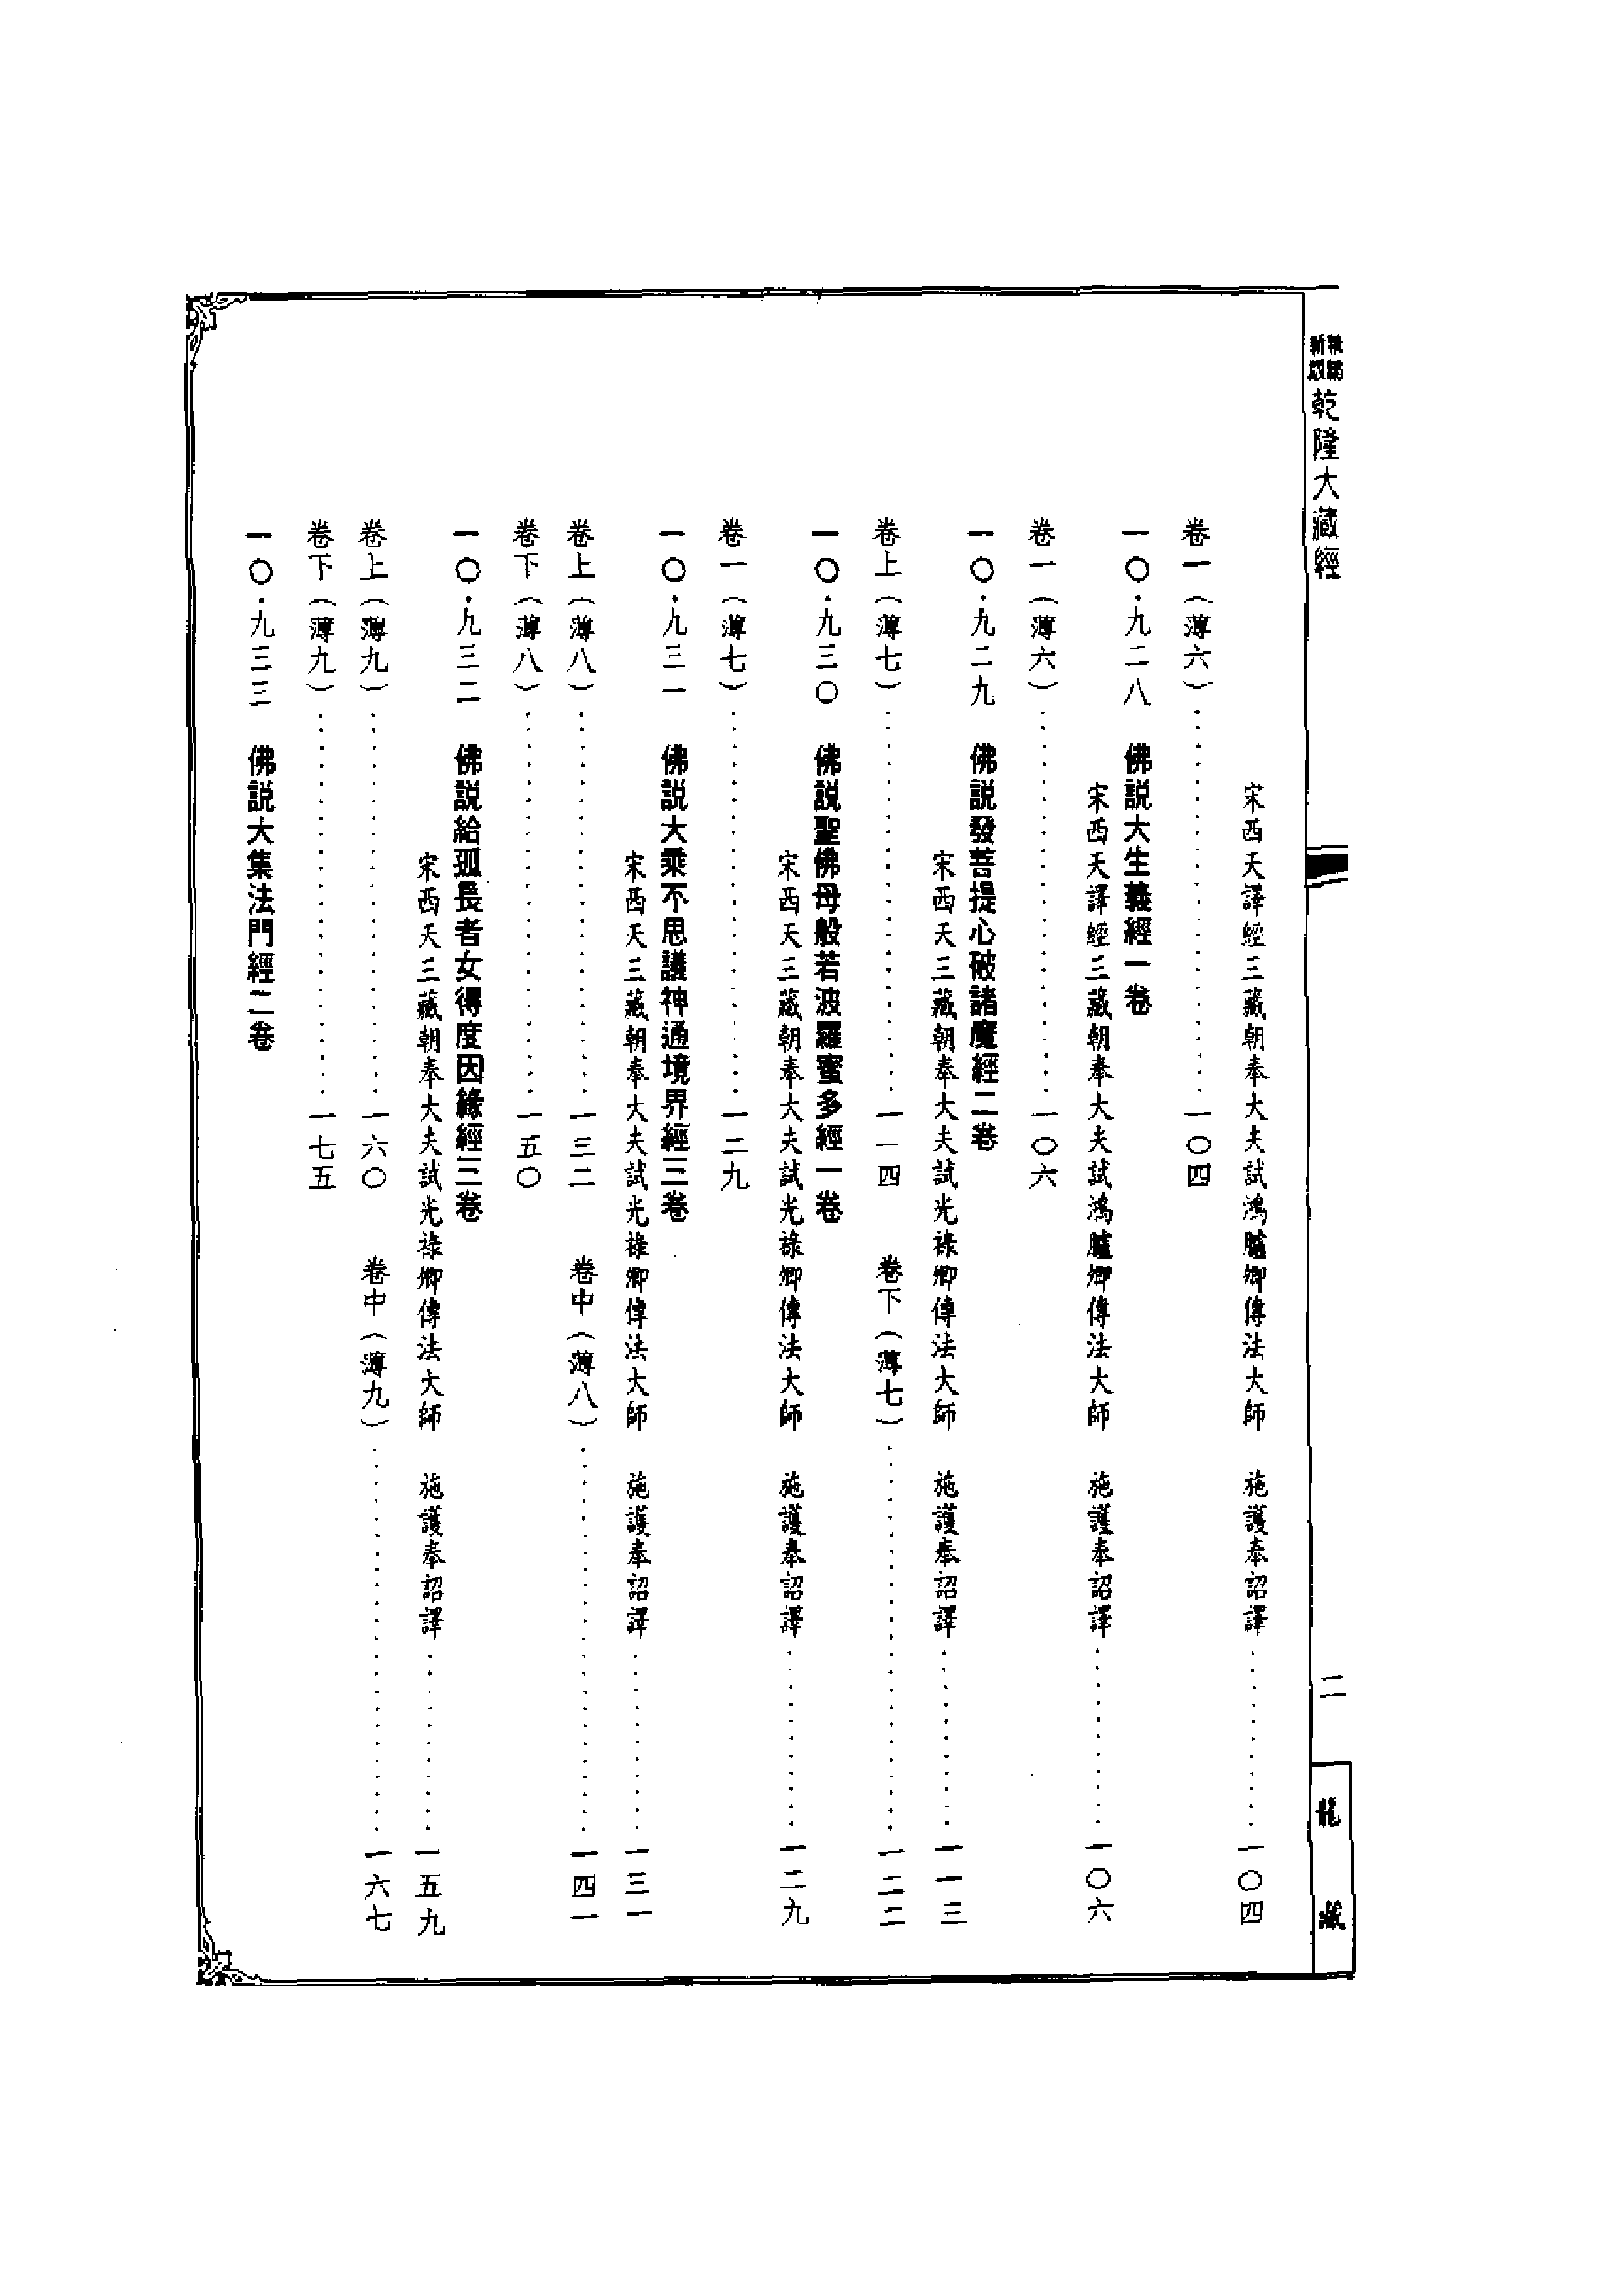 新版
精編
乾隆大藏經
二
龍藏
宋西天譯經三藏朝奉大夫試鴻臚卿傳法大師 施護奉詔譯…………一〇四
卷一（薄六）…………一〇四
一〇·九二八 佛説大生義經一卷
宋西天譯經三藏朝奉大夫試鴻臚卿傳法大師 施護奉詔譯…………一〇六
卷一（薄六）…………一〇六
一〇·九二九 佛説發菩提心破諸魔經二卷
宋西天三藏朝奉大夫試光祿卿傳法大師 施護奉詔譯…………一一三
卷上（薄七）…………一一四 卷下（薄七）…………一二二
一〇·九三〇 佛説聖佛母般若波羅蜜多經一卷
宋西天三藏朝奉大夫試光祿卿傳法大師 施護奉詔譯…………一二九
卷一（薄七）…………一二九
一〇·九三一 佛説大乘不思議神通境界經三卷
宋西天三藏朝奉大夫試光祿卿傳法大師 施護奉詔譯…………一三一
卷上（薄八）…………一三二 卷中（薄八）…………一四一
卷下（薄八）…………一五〇
一〇·九三二 佛説給孤長者女得度因緣經三卷
宋西天三藏朝奉大夫試光祿卿傳法大師 施護奉詔譯…………一五九
卷上（薄九）…………一六〇 卷中（薄九）…………一六七
卷下（薄九）…………一七五
一〇·九三三 佛説大集法門經二卷